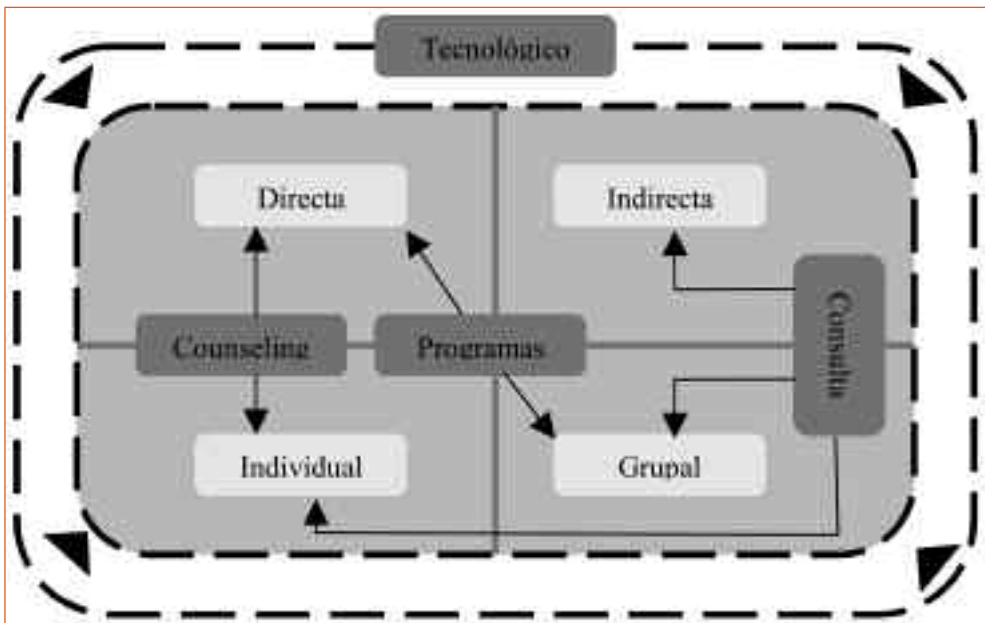 Tecnológico
Directa
Indirecta
Counseling
Programas
Consulta
Individual
Grupal